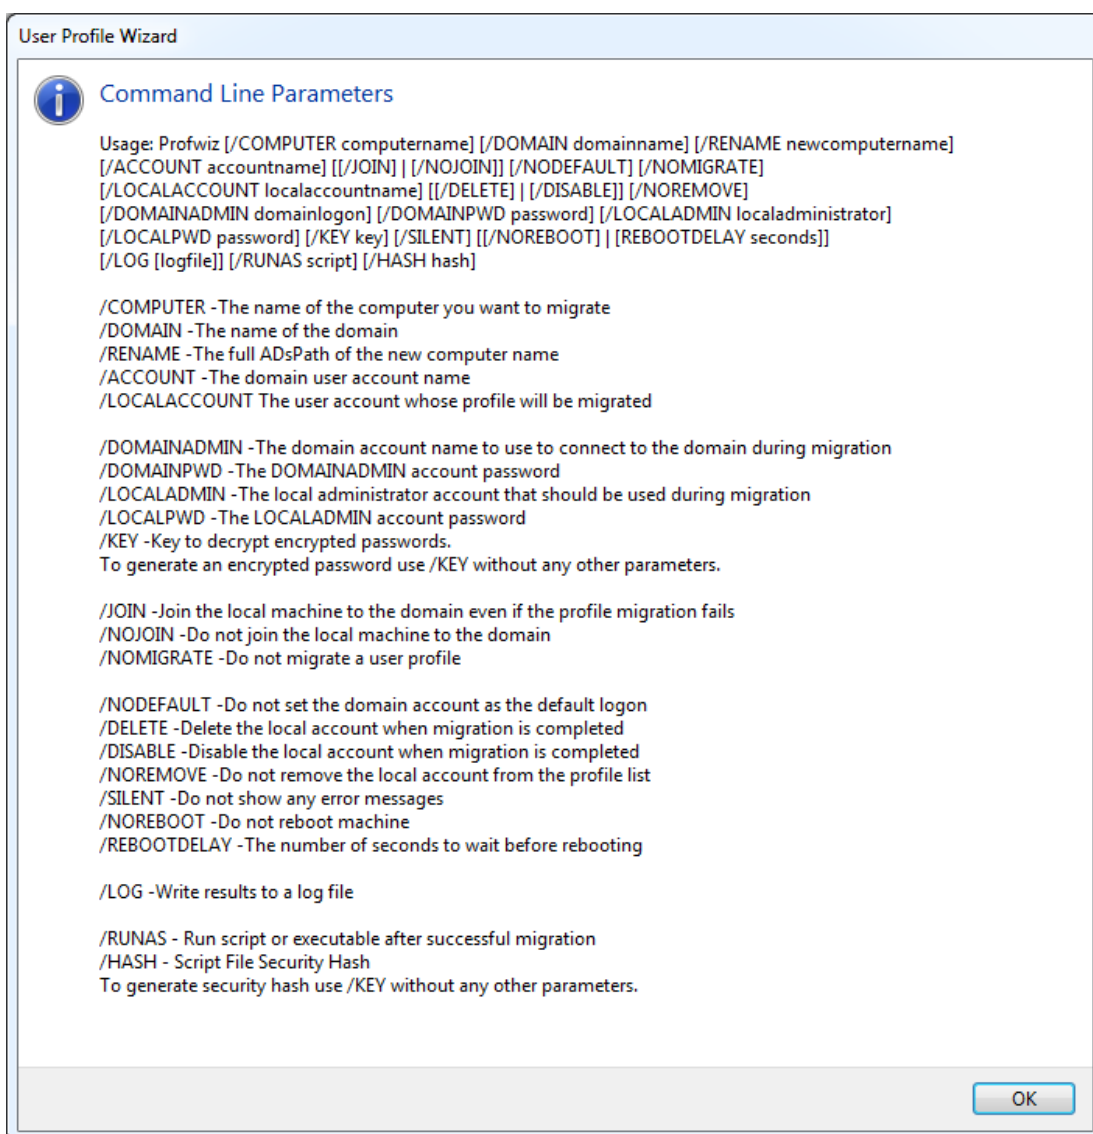 User Profile Wizard
Command Line Parameters
Usage: Profwiz [/COMPUTER computername] [/DOMAIN domainname] [/RENAME newcomputername]
[/ACCOUNT accountname] [[/JOIN] | [/NOJOIN]] [/NODEFAULT] [/NOMIGRATE]
[/LOCALACCOUNT localaccountname] [[/DELETE] | [/DISABLE]] [/NOREMOVE]
[/DOMAINADMIN domainlogon] [/DOMAINPWD password] [/LOCALADMIN localadministrator]
[/LOCALPWD password] [/KEY key] [/SILENT] [[/NOREBOOT] | [REBOOTDELAY seconds]]
[/LOG [logfile]] [/RUNAS script] [/HASH hash]
/COMPUTER -The name of the computer you want to migrate
/DOMAIN -The name of the domain
/RENAME -The full ADsPath of the new computer name
/ACCOUNT -The domain user account name
/LOCALACCOUNT The user account whose profile will be migrated
/DOMAINADMIN -The domain account name to use to connect to the domain during migration
/DOMAINPWD -The DOMAINADMIN account password
/LOCALADMIN -The local administrator account that should be used during migration
/LOCALPWD -The LOCALADMIN account password
/KEY -Key to decrypt encrypted passwords.
To generate an encrypted password use /KEY without any other parameters.
/JOIN -Join the local machine to the domain even if the profile migration fails
/NOJOIN -Do not join the local machine to the domain
/NOMIGRATE -Do not migrate a user profile
/NODEFAULT -Do not set the domain account as the default logon
/DELETE -Delete the local account when migration is completed
/DISABLE -Disable the local account when migration is completed
/NOREMOVE -Do not remove the local account from the profile list
/SILENT -Do not show any error messages
/NOREBOOT -Do not reboot machine
/REBOOTDELAY -The number of seconds to wait before rebooting
/LOG -Write results to a log file
/RUNAS - Run script or executable after successful migration
/HASH - Script File Security Hash
To generate security hash use /KEY without any other parameters.
OK